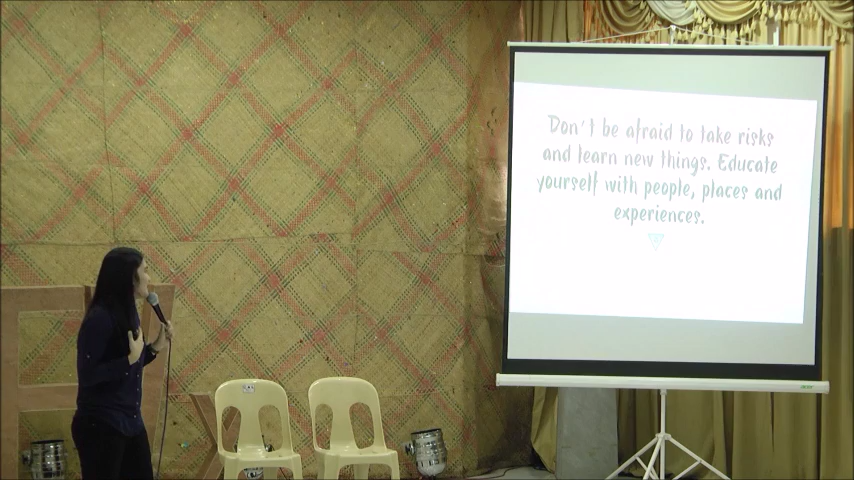 Don't be afraid to take risks
and learn new things. Educate
yourself with people, places and
experiences.